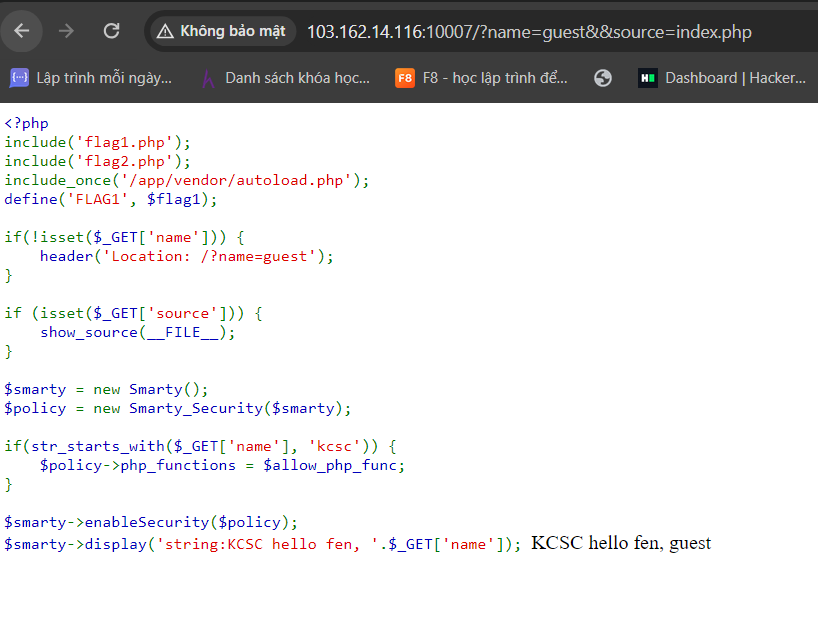 Không bảo mật 103.162.14.116:10007/?name=guest&&source=index.php
Lập trình mỗi ngày... Danh sách khóa học... F8 F8 - học lập trình để... Dashboard | Hacker...
<?php
include('flag1.php');
include('flag2.php');
include_once('/app/vendor/autoload.php');
define('FLAG1', $flag1);
if(!isset($_GET['name'])) {
    header('Location: /?name=guest');
}
if (isset($_GET['source'])) {
    show_source(__FILE__);
}
$smarty = new Smarty();
$policy = new Smarty_Security($smarty);
if(str_starts_with($_GET['name'], 'kcsc')) {
    $policy->php_functions = $allow_php_func;
}
$smarty->enableSecurity($policy);
$smarty->display('string:KCSC hello fen, '.$_GET['name']); KCSC hello fen, guest